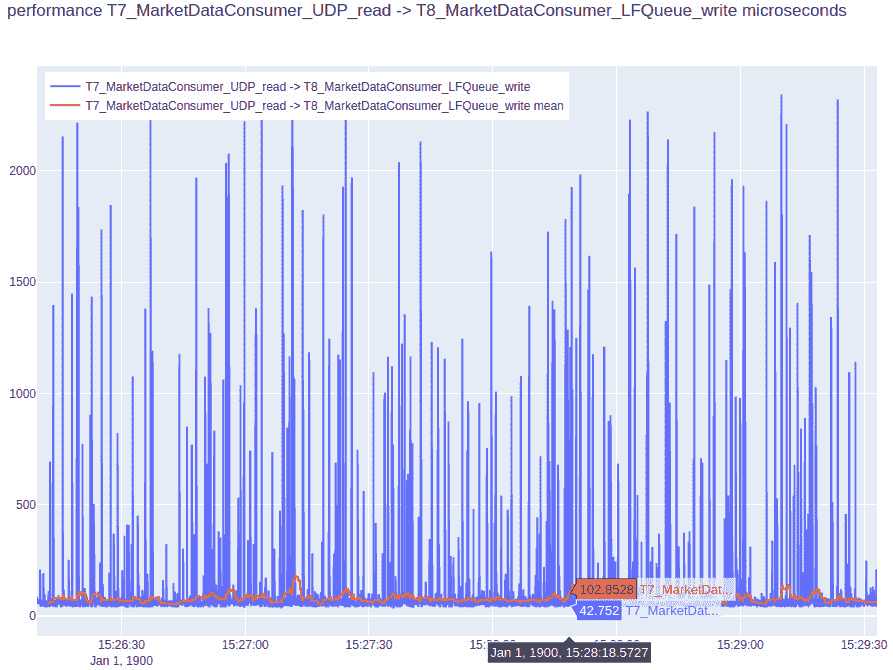 performance T7_MarketDataConsumer_UDP_read -> T8_MarketDataConsumer_LFQueue_write microseconds
T7_MarketDataConsumer_UDP_read -> T8_MarketDataConsumer_LFQueue_write
T7_MarketDataConsumer_UDP_read -> T8_MarketDataConsumer_LFQueue_write mean
2000
1500
1000
500
102.8528 T7_MarketDat...
42.752 T7_MarketDat...
0
15:26:30 15:27:00 15:27:30 15:29:00 15:29:30
Jan 1, 1900
Jan 1, 1900, 15:28:18.5727